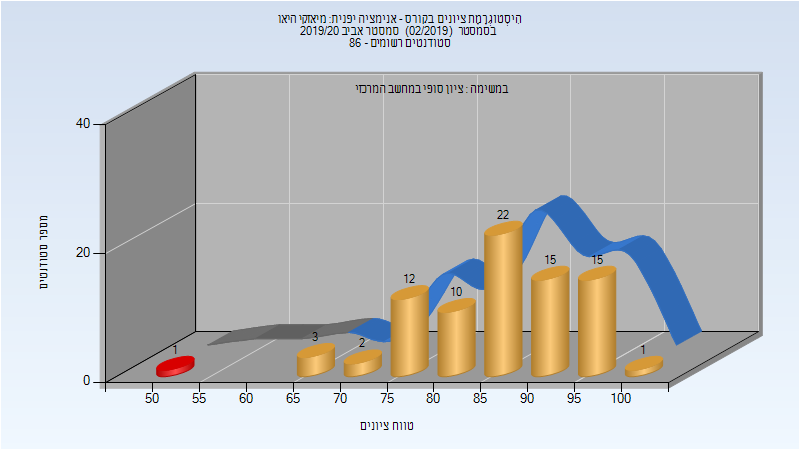 הִיסְטוֹגְרָמַת ציונים בקורס - אנימציה יפנית: מיאזקי היאו
בסמסטר (02/2019) סמסטר אביב 2019/20
סטודנטים רשומים - 86
במשימה : ציון סופי במחשב המרכזי
מספר סטודנטים
40
20
0
1
3
2
12
10
22
15
15
1
50 55 60 65 70 75 80 85 90 95 100
טווח ציונים